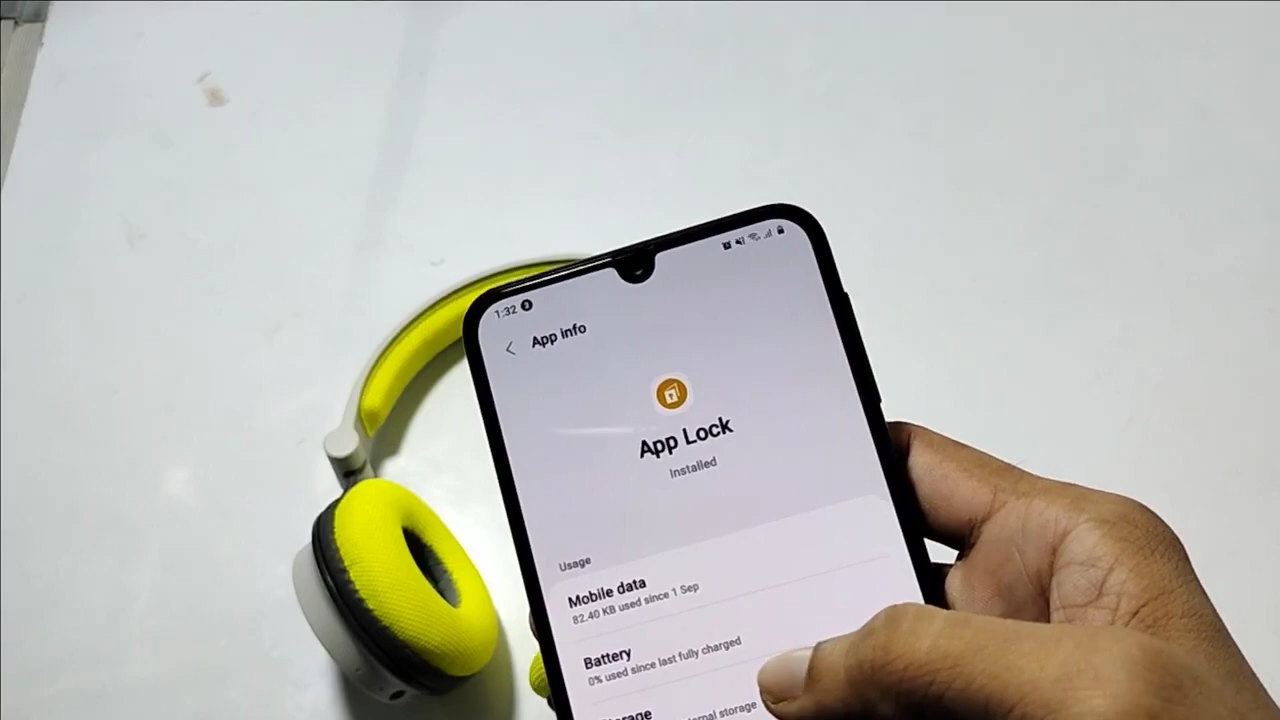 1:32
App info
App Lock
Installed
Usage
Mobile data
82.40 KB used since 1 Sep
Battery
0% used since last fully charged
storage